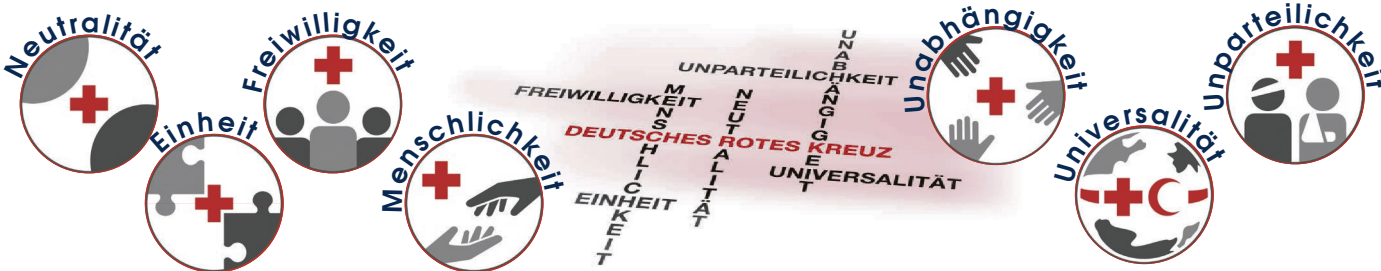 Neutralität
Einheit
Freiwilligkeit
Menschlichkeit
UNABHÄNGIGKEIT
UNPARTEILICHKEIT
FREIWILLIGKEIT
MENSCHLICHKEIT
NEUTRALITÄT
DEUTSCHES ROTES KREUZ
UNIVERSALITÄT
EINHEIT
Unabhängigkeit
Universalität
Unparteilichkeit